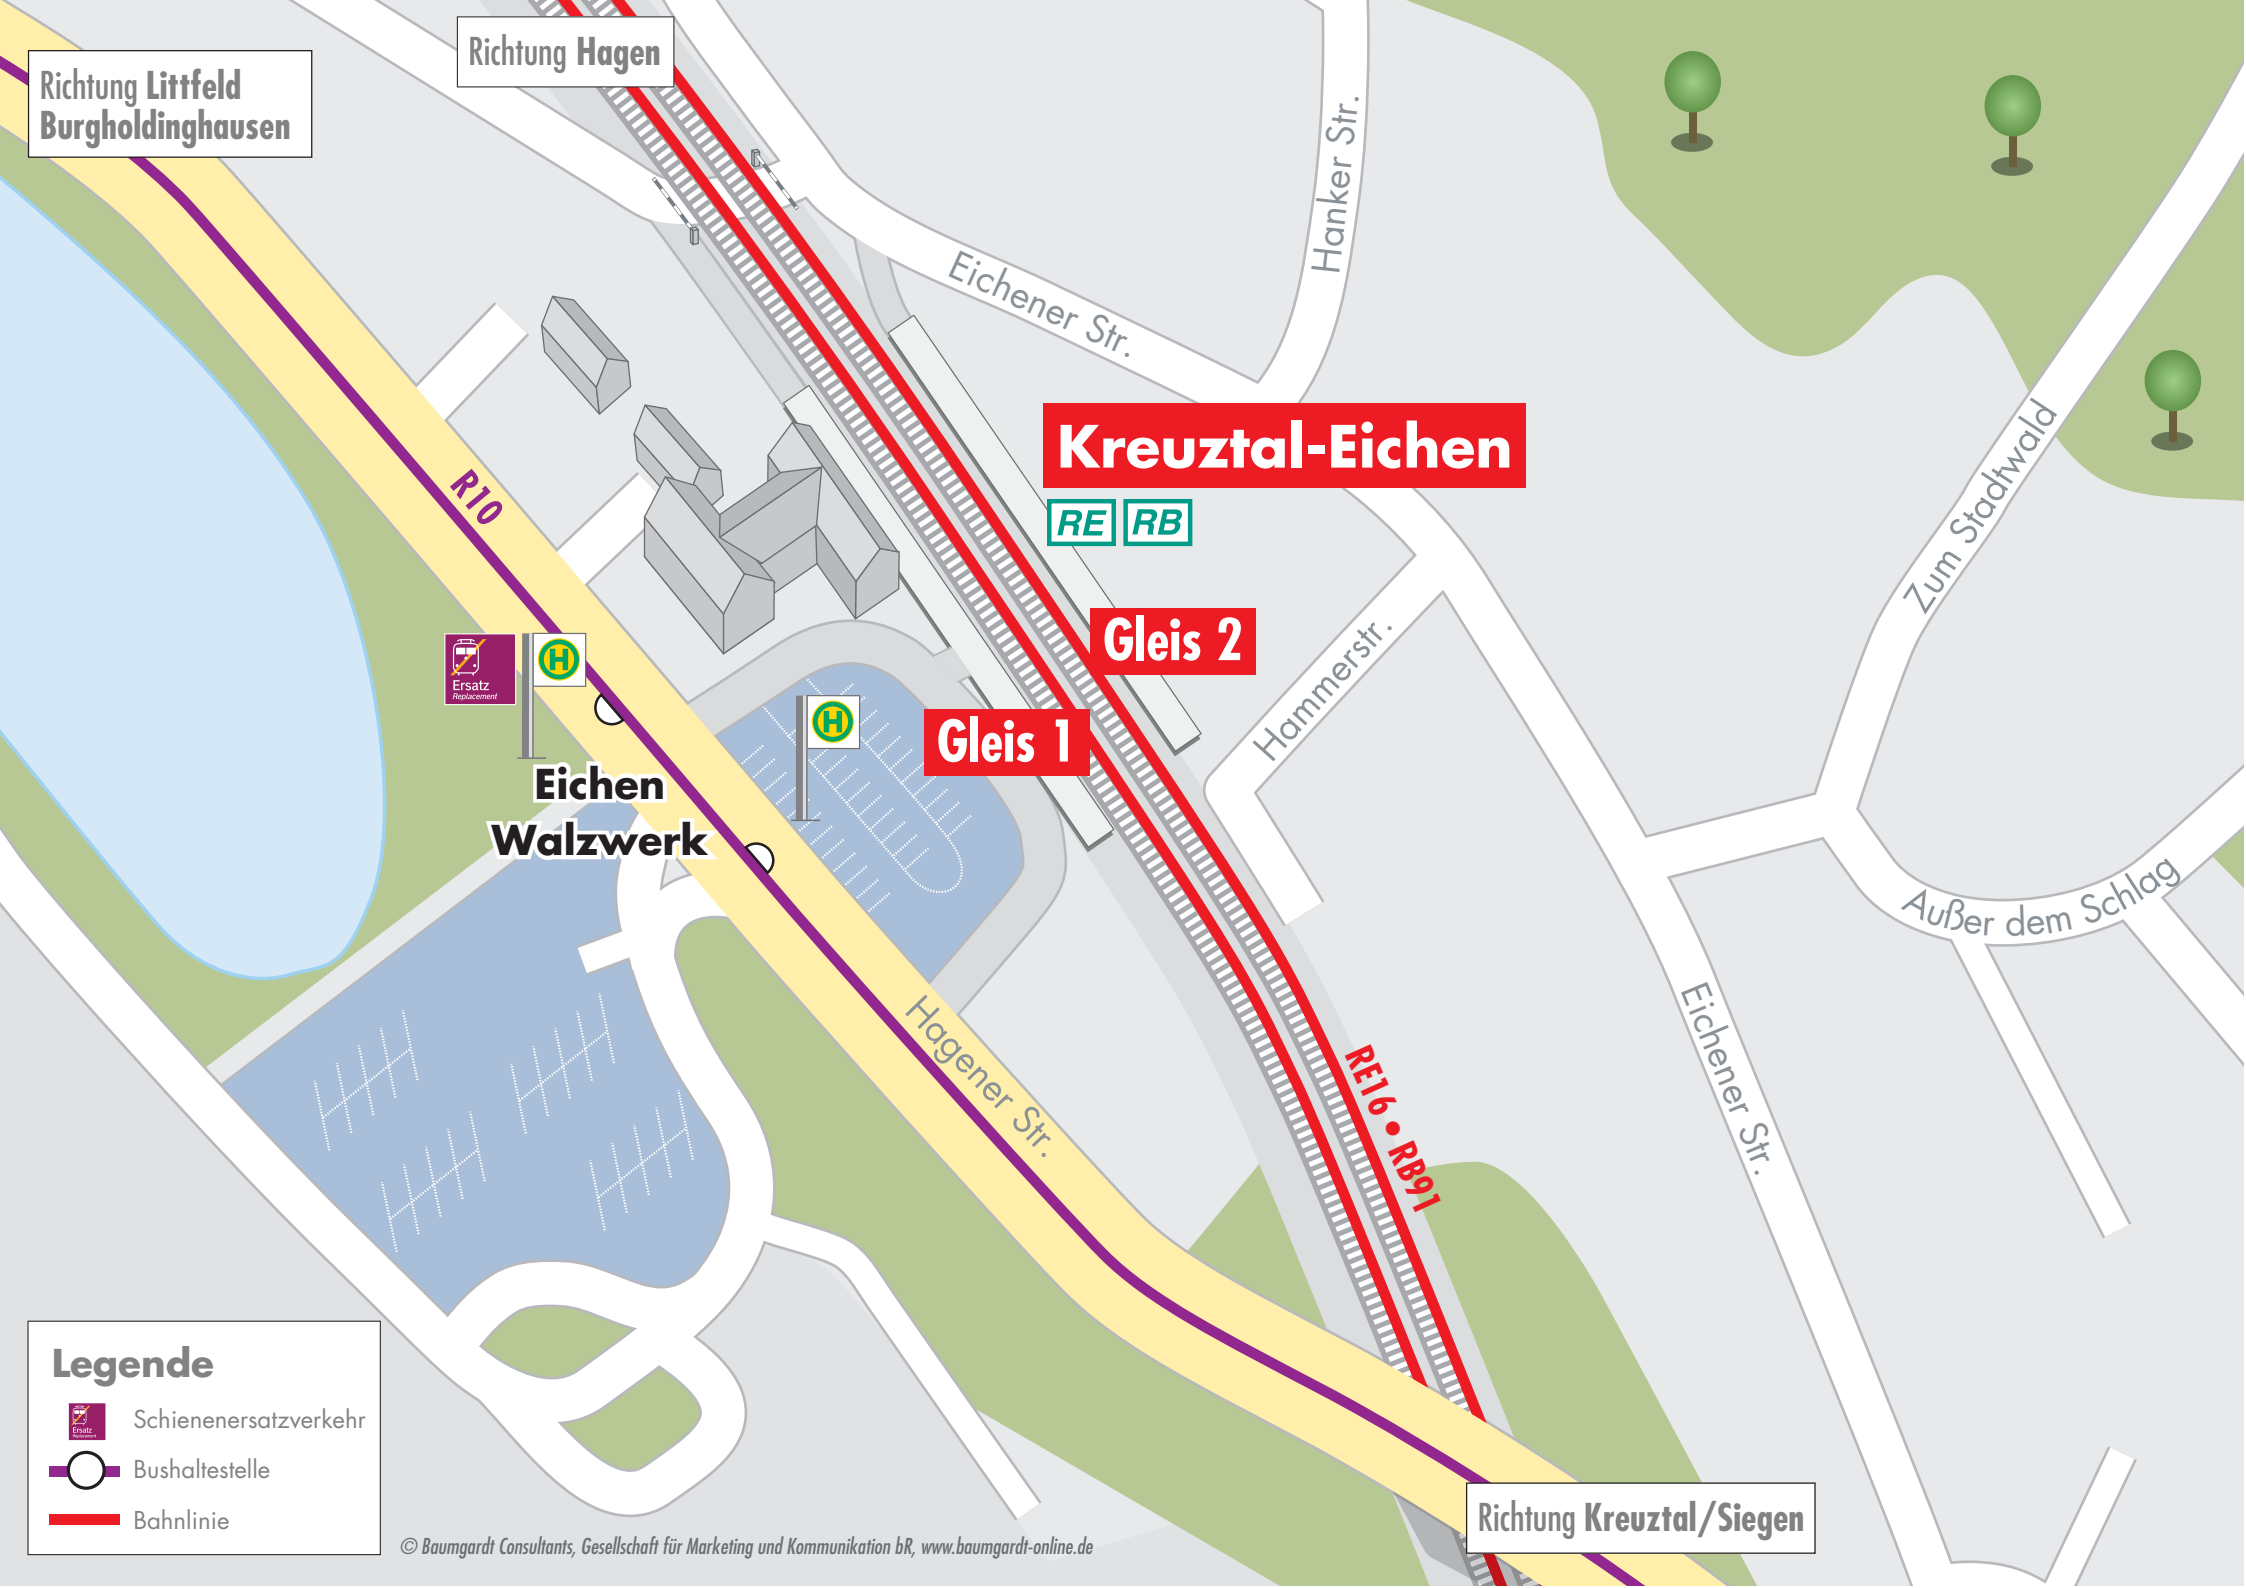 Richtung Hagen
Richtung Littfeld
Burgholdinghausen
Hanker Str.
Eichener Str.
Kreuztal-Eichen
RE RB
R10
Zum Stadtwald
Gleis 2
Hammerstr.
Ersatz
Replacement
H
H
Gleis 1
Eichen
Walzwerk
Außer dem Schlag
Hagener Str.
Eichener Str.
RE16 • RB91
Legende
Ersatz
Replacement
Schienenersatzverkehr
Bushaltestelle
Bahnlinie
Richtung Kreuztal/Siegen
© Baumgardt Consultants, Gesellschaft für Marketing und Kommunikation bR, www.baumgardt-online.de